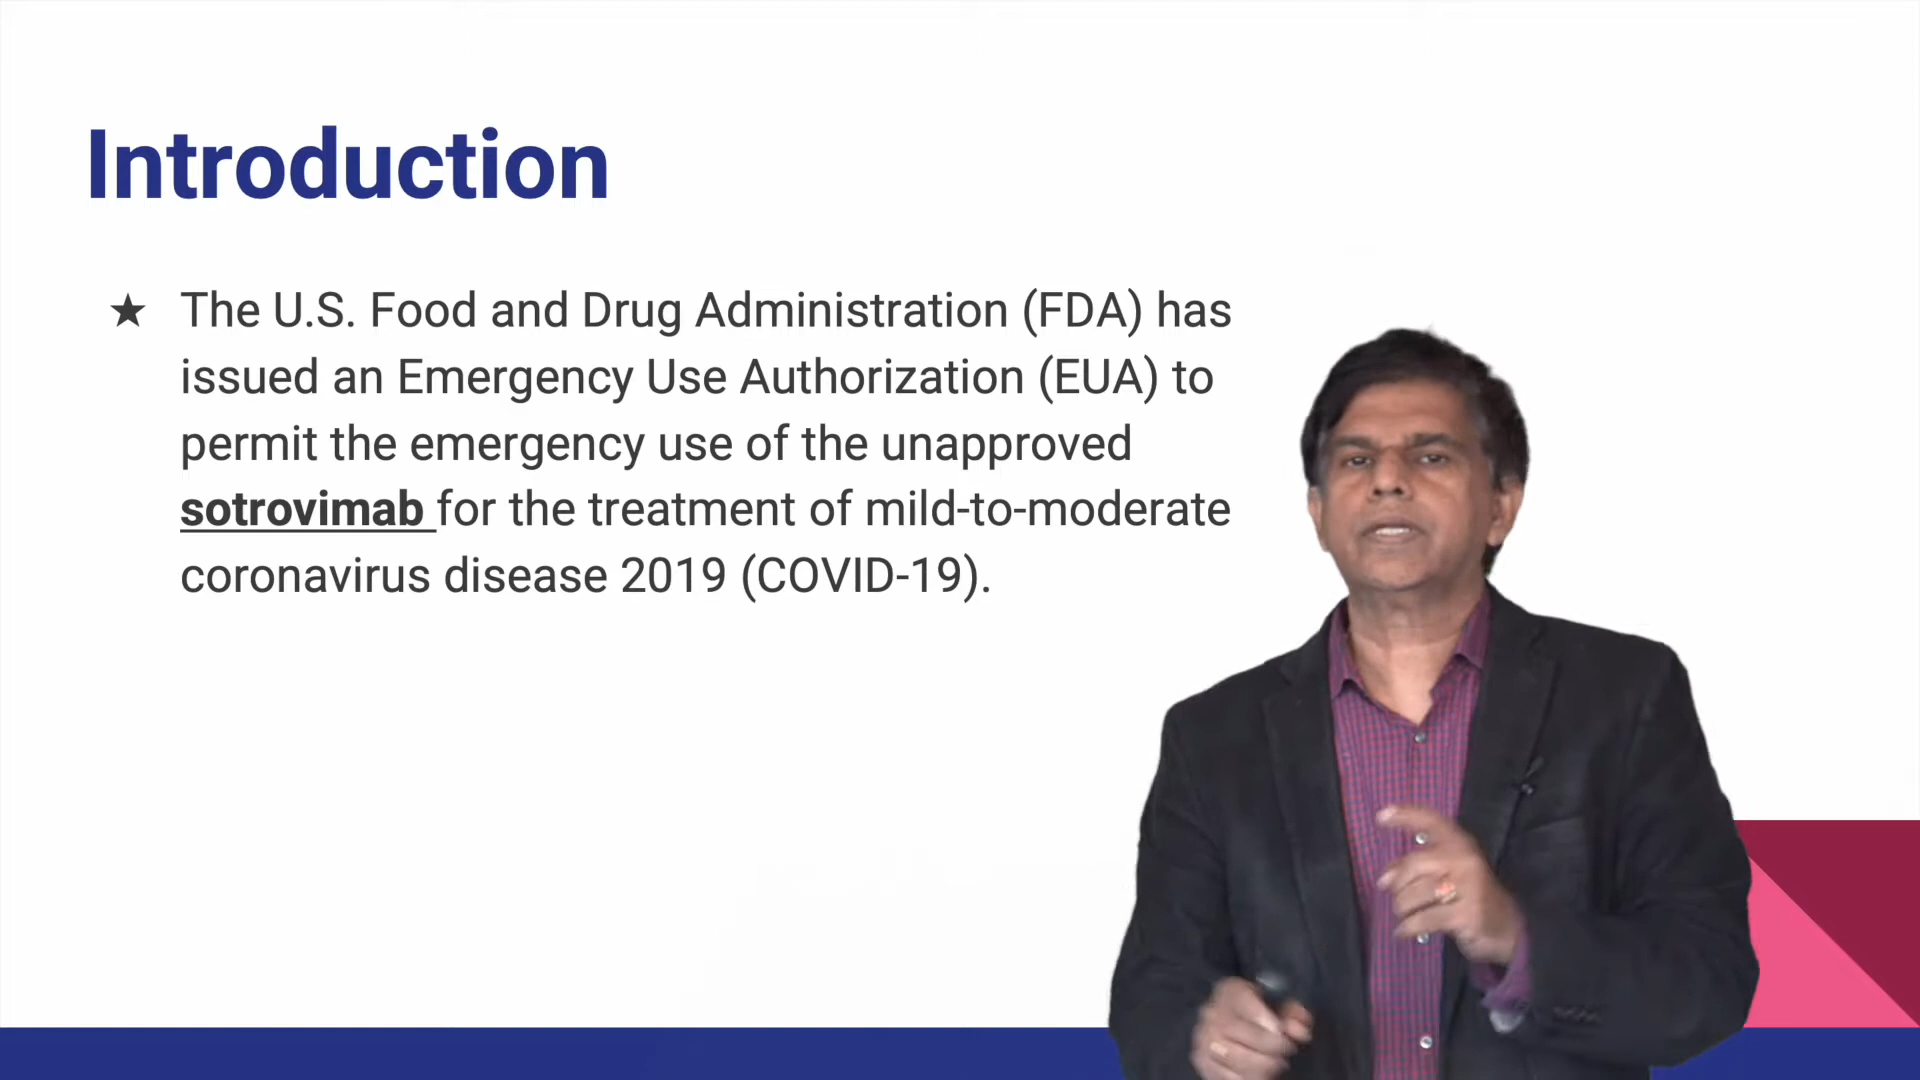 Introduction
★ The U.S. Food and Drug Administration (FDA) has
issued an Emergency Use Authorization (EUA) to
permit the emergency use of the unapproved
sotrovimab for the treatment of mild-to-moderate
coronavirus disease 2019 (COVID-19).